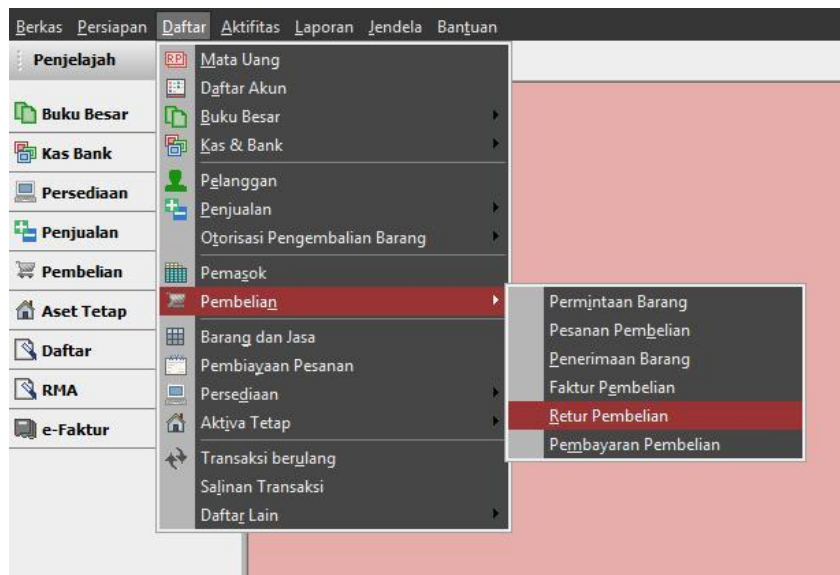 Berkas Persiapan Daftar Aktifitas Laporan Jendela Bantuan
Penjelajah
Buku Besar
Kas Bank
Persediaan
Penjualan
Pembelian
Aset Tetap
Daftar
RMA
e-Faktur
RP
Mata Uang
Daftar Akun
Buku Besar
Kas & Bank
Pelanggan
Penjualan
Otorisasi Pengembalian Barang
Pemasok
Pembelian
Barang dan Jasa
Pembiayaan Pesanan
Persediaan
Aktiva Tetap
Transaksi berulang
Salinan Transaksi
Daftar Lain
Permintaan Barang
Pesanan Pembelian
Penerimaan Barang
Faktur Pembelian
Retur Pembelian
Pembayaran Pembelian